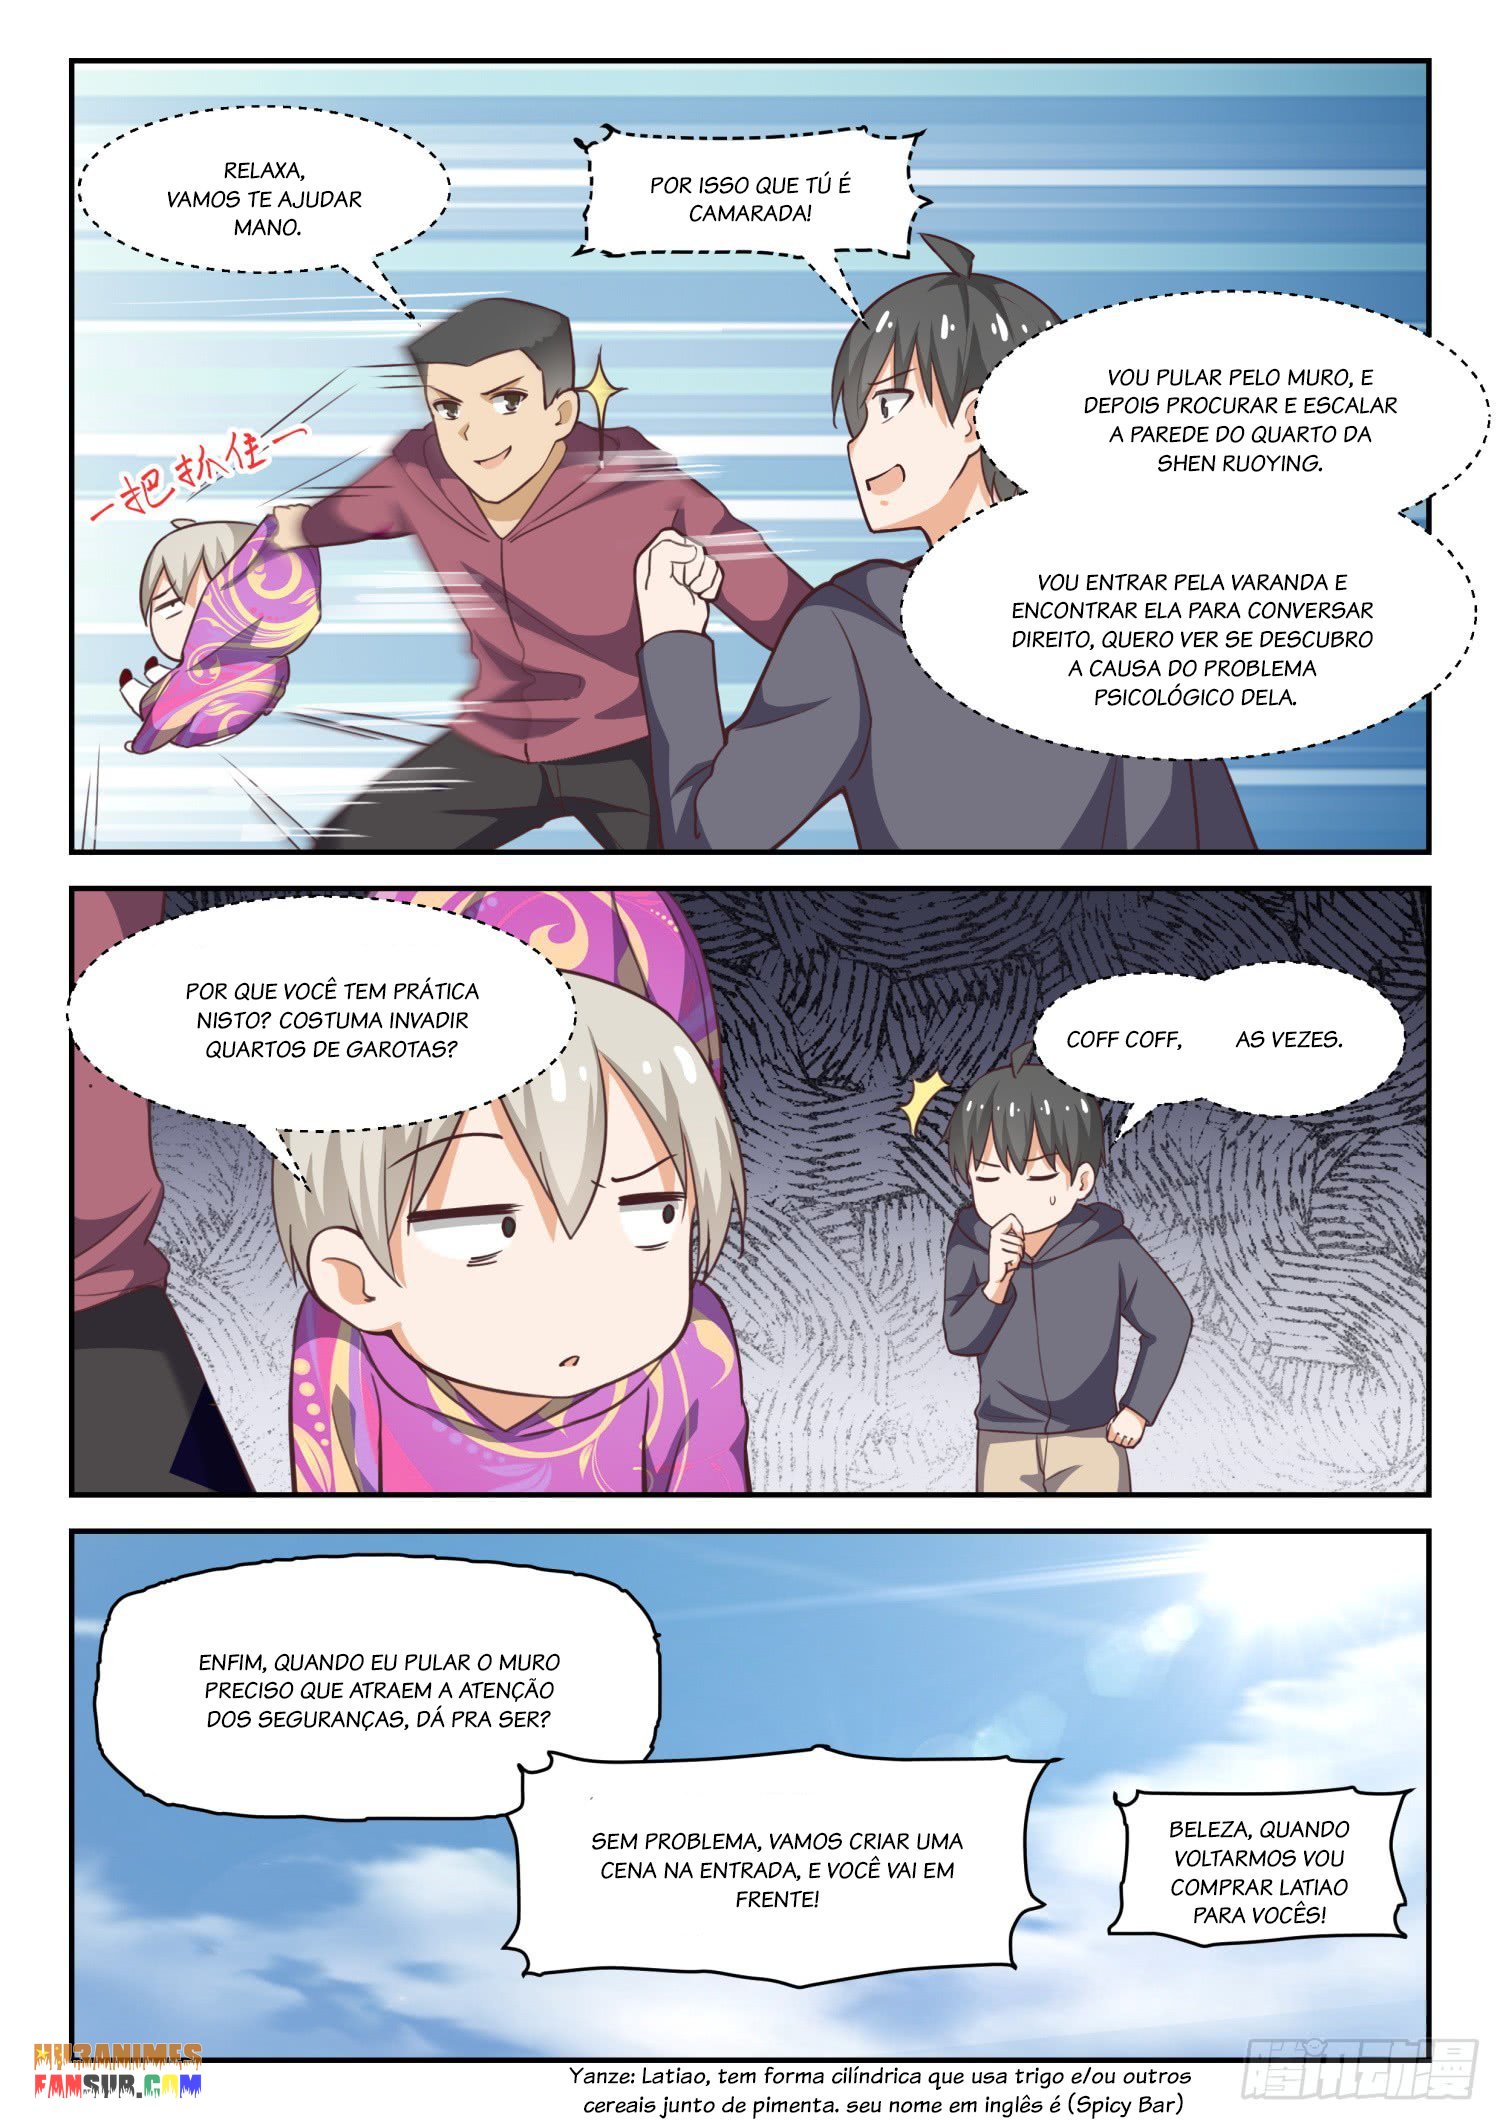 RELAXA,
VAMOS TE AJUDAR
MANO.
POR ISSO QUE TÚ É
CAMARADA!
VOU PULAR PELO MURO, E
DEPOIS PROCURAR E ESCALAR
A PAREDE DO QUARTO DA
SHEN RUOYING.
一把抓住一
VOU ENTRAR PELA VARANDA E
ENCONTRAR ELA PARA CONVERSAR
DIREITO, QUERO VER SE DESCUBRO
A CAUSA DO PROBLEMA
PSICOLÓGICO DELA.
POR QUE VOCÊ TEM PRÁTICA
NISTO? COSTUMA INVADIR
QUARTOS DE GAROTAS?
COFF COFF,
AS VEZES.
ENFIM, QUANDO EU PULAR O MURO
PRECISO QUE ATRAEM A ATENÇÃO
DOS SEGURANÇAS, DÁ PRA SER?
SEM PROBLEMA, VAMOS CRIAR UMA
CENA NA ENTRADA, E VOCÊ VAI EM
FRENTE!
BELEZA, QUANDO
VOLTARMOS VOU
COMPRAR LATIAO
PARA VOCÊS!
HU3ANIMES
FANSUB.COM
腾讯动漫
Yanze: Latiao, tem forma cilíndrica que usa trigo e/ou outros
cereais junto de pimenta. seu nome em inglês é (Spicy Bar)